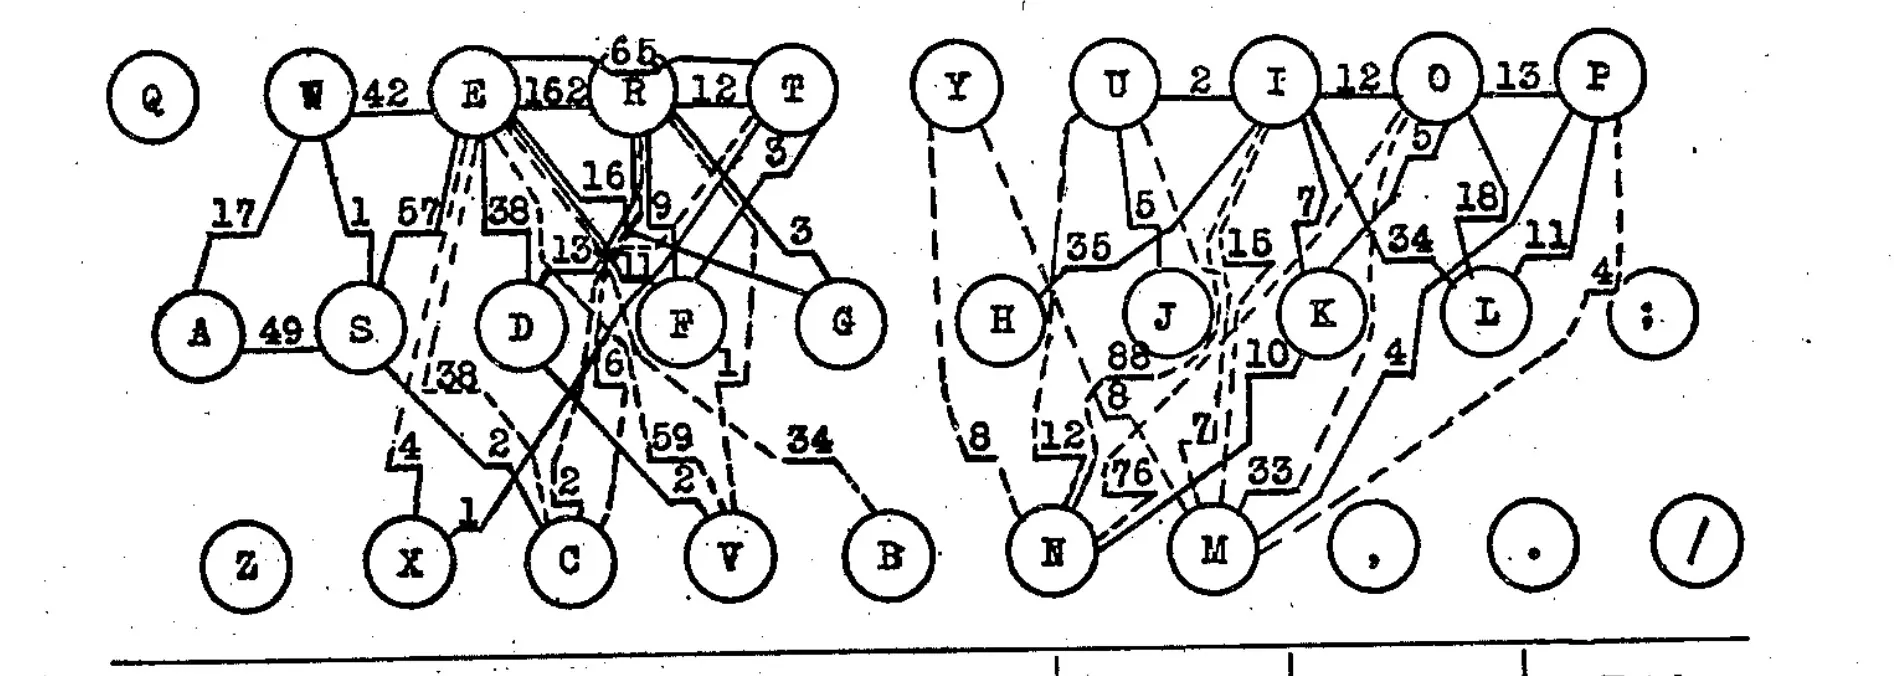 65
Q W 42 E 162 R 12 T Y U 2 I 12 O 13 P
3 5
16
17 1 57 38 9 3 5 7 18
13 11 35 15 34 11
4
A 49 S D F G H J K L ;
38 6 1 88 10 4
8
4 2 59 34 8 12 7
2 2 76 33
1
Z X C V B N M , . /